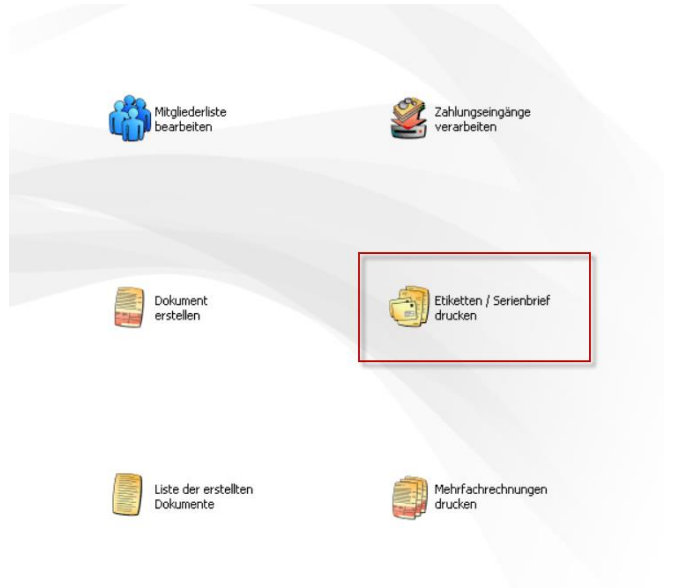 Mitgliederliste
bearbeiten
Zahlungseingänge
verarbeiten
Dokument
erstellen
Etiketten / Serienbrief
drucken
Liste der erstellten
Dokumente
Mehrfachrechnungen
drucken